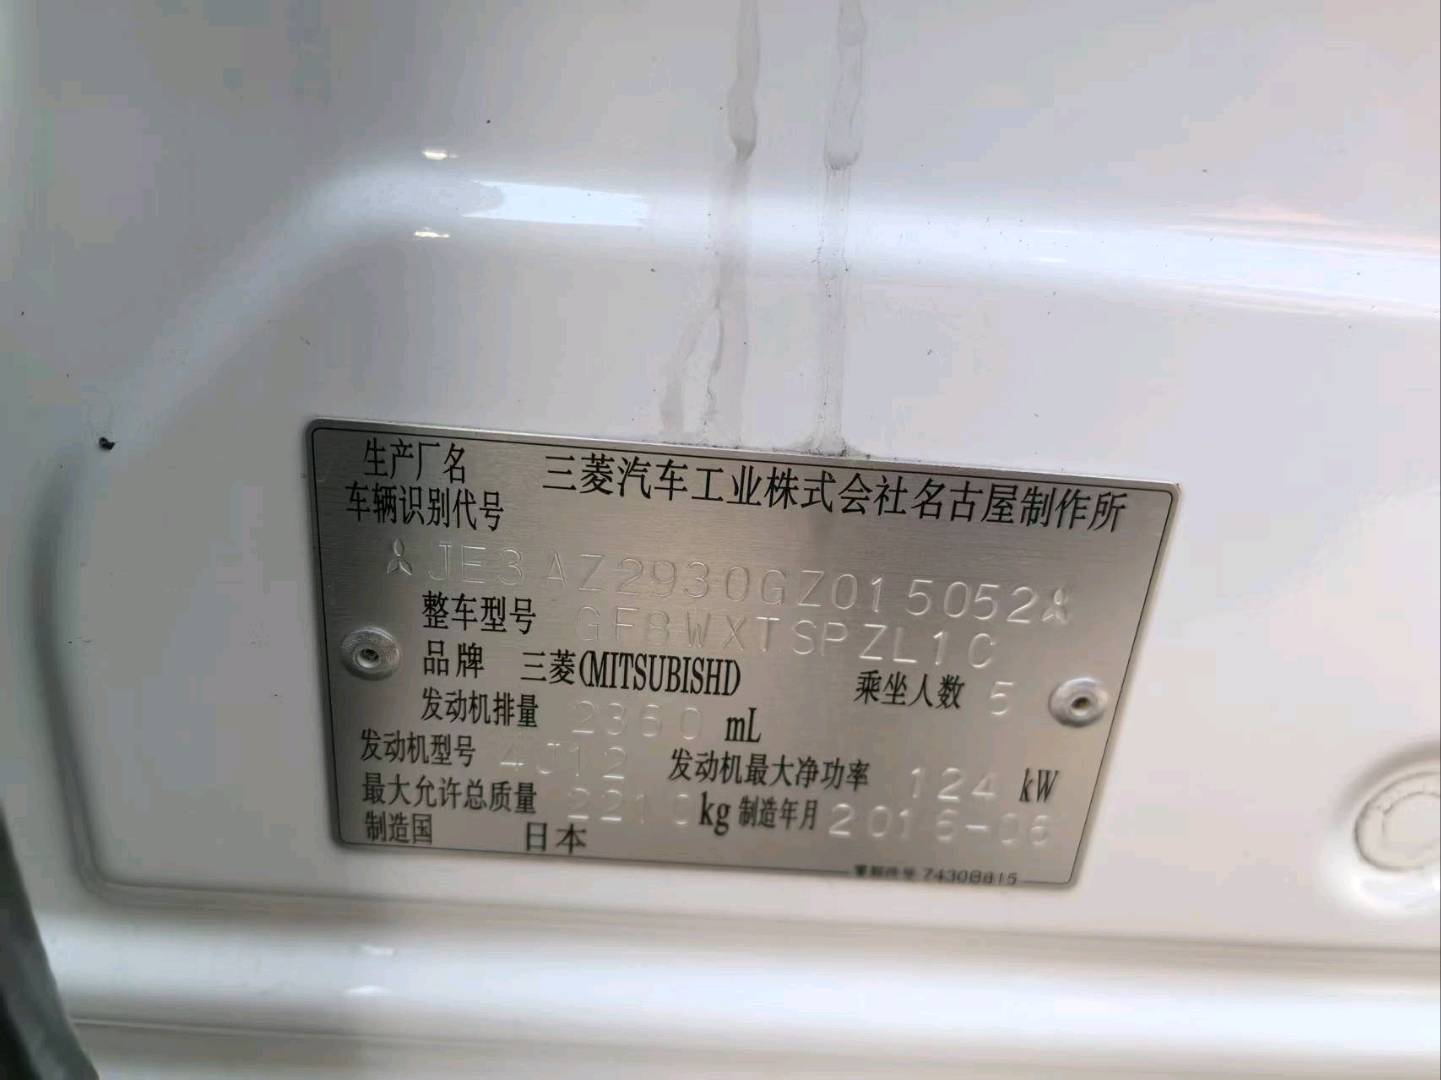 生产厂名 三菱汽车工业株式会社名古屋制作所
车辆识别代号
JE3AZ2930GZ015052
整车型号 GF8WXTSPZL1C
品牌 三菱(MITSUBISHI) 乘坐人数 5
发动机排量 2360 mL
发动机型号 4J12 发动机最大净功率 124 kW
最大允许总质量 2210 kg 制造年月 2016-06
制造国 日本